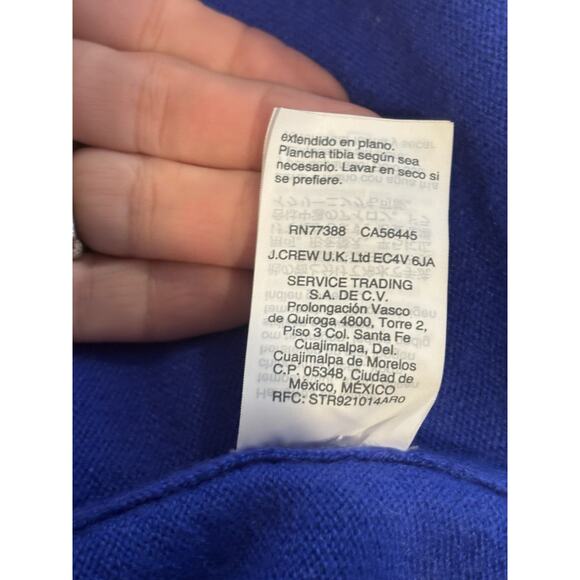 extendido en plano.
Plancha tibia según sea
necesario. Lavar en seco si
se prefiere.
RN77388 CA56445
J.CREW U.K. Ltd EC4V 6JA
SERVICE TRADING
S.A. DE C.V.
Prolongación Vasco
de Quiroga 4800, Torre 2,
Piso 3 Col. Santa Fe
Cuajimalpa, Del.
Cuajimalpa de Morelos
C.P. 05348, Ciudad de
México, MÉXICO
RFC: STR921014AR0